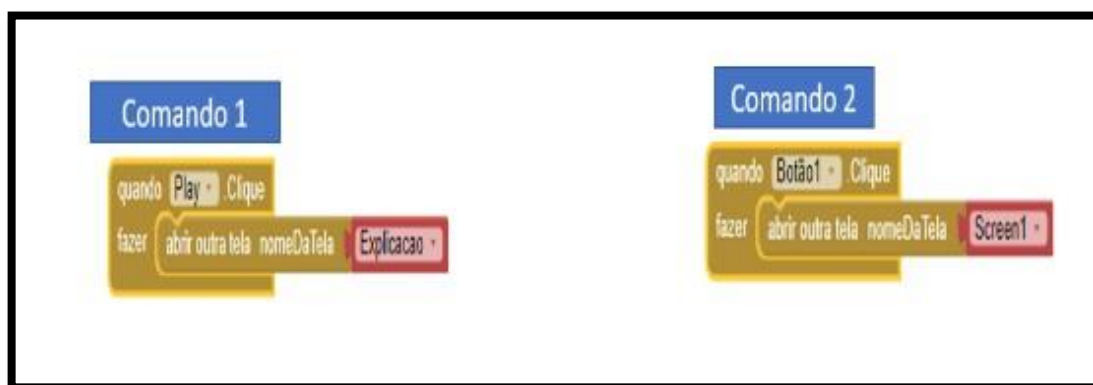 Comando 1
quando Play .Clique
fazer abrir outra tela nomeDaTela Explicacao
Comando 2
quando Botão1 .Clique
fazer abrir outra tela nomeDaTela Screen1